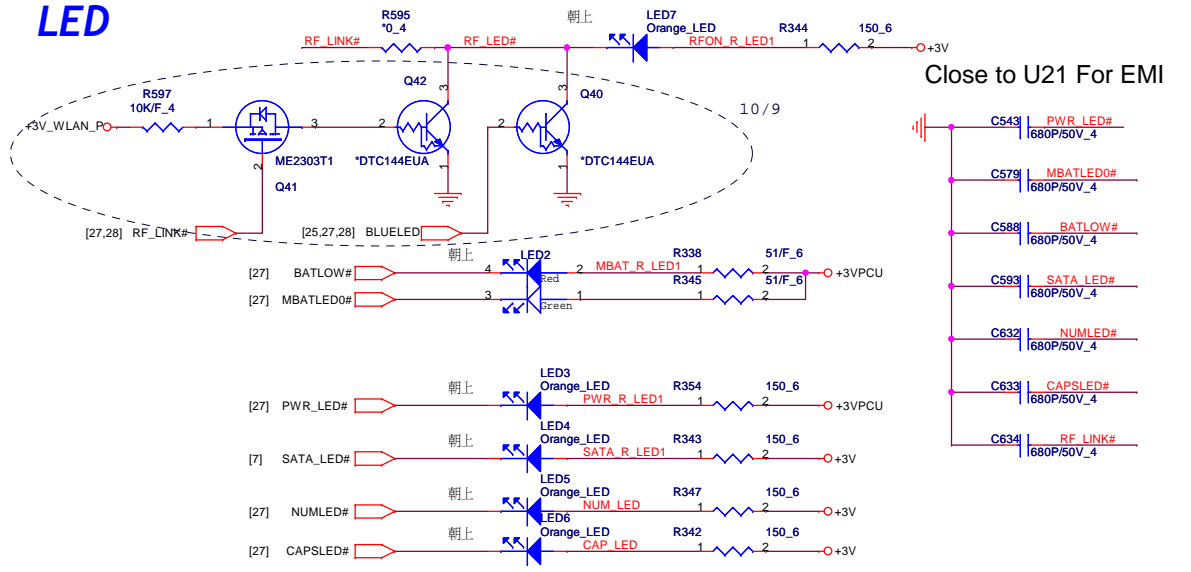 LED
R595
*0_4
朝上
LED7
Orange_LED
R344
150_6
RF_LINK#
RF_LED#
RFON_R_LED1
1
2
+3V
Close to U21 For EMI
Q42
3
Q40
3
10/9
R597
10K/F_4
+3V_WLAN_P
1
3
2
2
ME2303T1
*DTC144EUA
*DTC144EUA
2
1
1
Q41
[27,28] RF_LINK#
[25,27,28] BLUELED
朝上
LED2
R338
51/F_6
[27] BATLOW#
4
2
MBAT_R_LED1
1
2
+3VPCU
Red
R345
51/F_6
[27] MBATLED0#
3
1
1
2
Green
朝上
LED3
Orange_LED
R354
150_6
[27] PWR_LED#
PWR_R_LED1
1
2
+3VPCU
朝上
LED4
Orange_LED
R343
150_6
[7] SATA_LED#
SATA_R_LED1
1
2
+3V
朝上
LED5
Orange_LED
R347
150_6
[27] NUMLED#
NUM_LED
1
2
+3V
朝上
LED6
Orange_LED
R342
150_6
[27] CAPSLED#
CAP_LED
1
2
+3V
C543
PWR_LED#
680P/50V_4
C579
MBATLED0#
680P/50V_4
C588
BATLOW#
680P/50V_4
C593
SATA_LED#
680P/50V_4
C632
NUMLED#
680P/50V_4
C633
CAPSLED#
680P/50V_4
C634
RF_LINK#
680P/50V_4